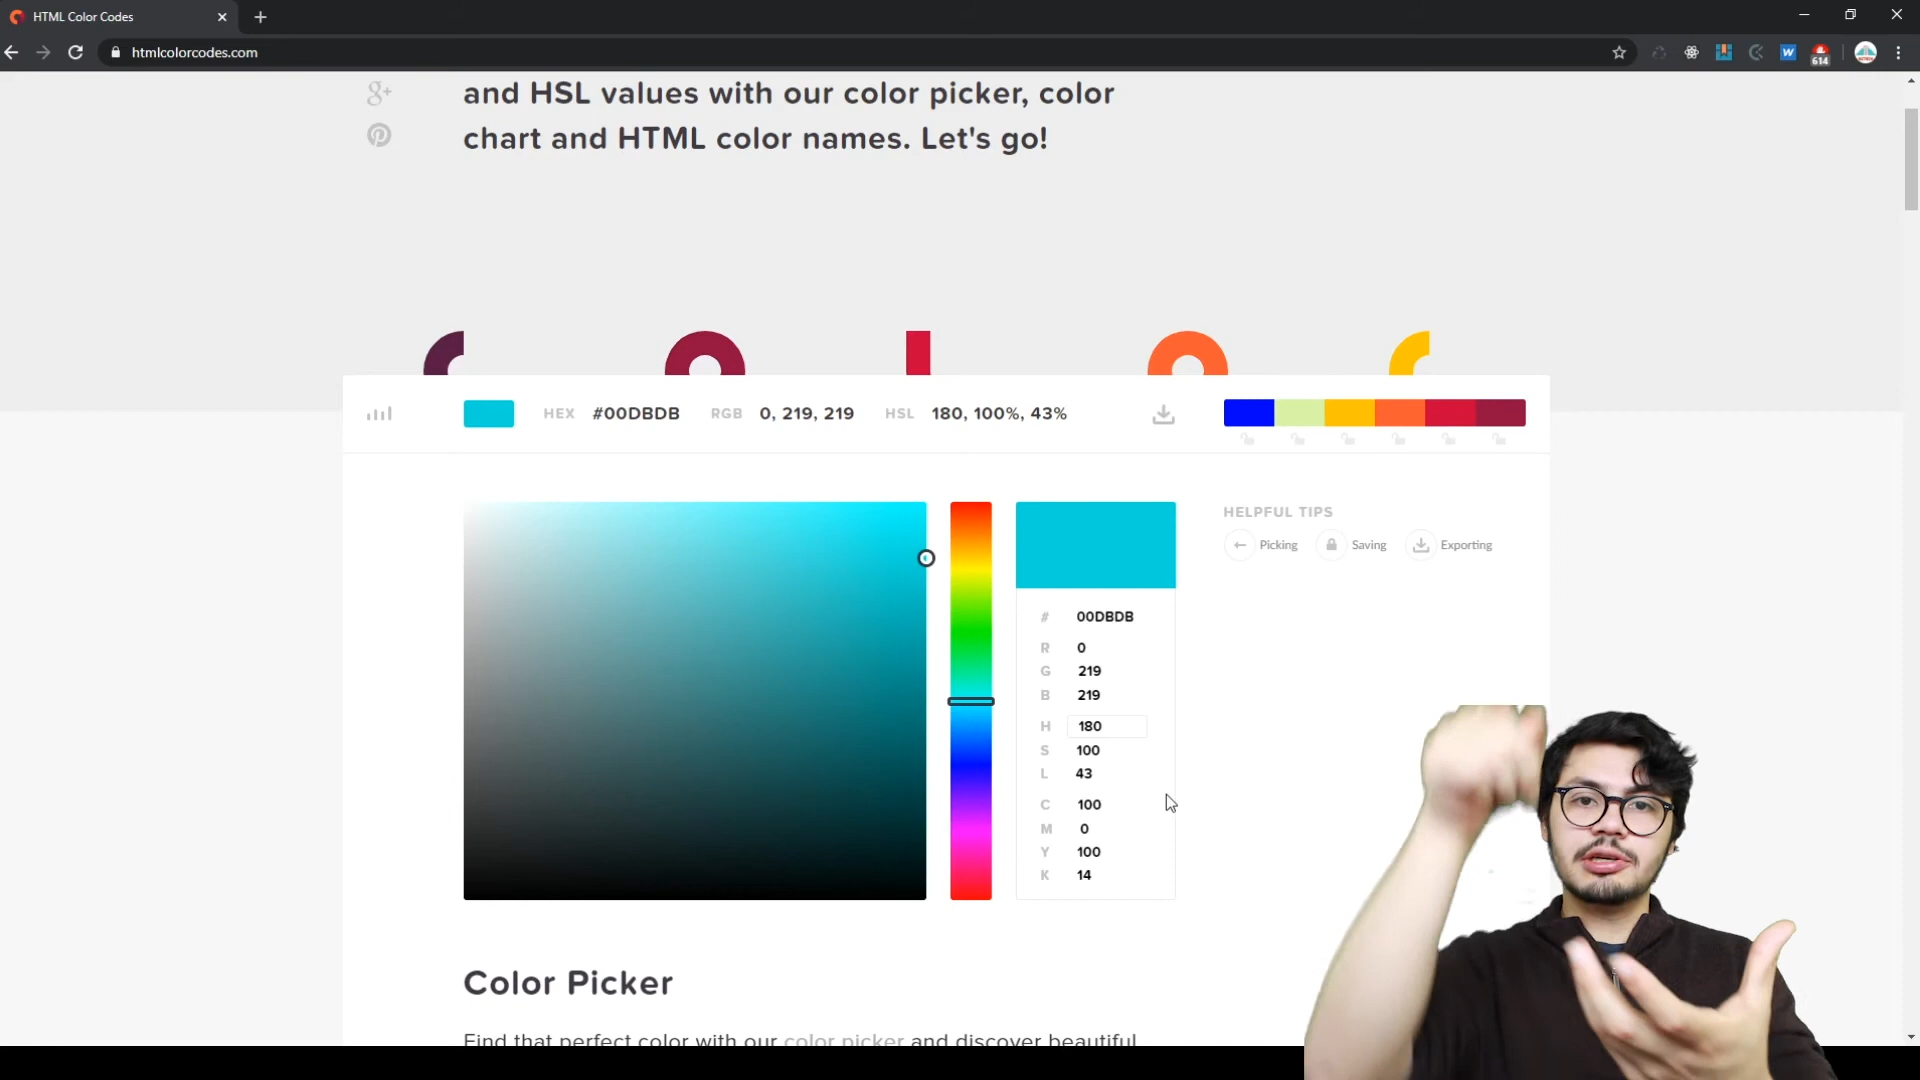 HTML Color Codes
htmlcolorcodes.com
614
g+
and HSL values with our color picker, color
chart and HTML color names. Let's go!
HEX #00DBDB RGB 0, 219, 219 HSL 180, 100%, 43%
HELPFUL TIPS
Picking Saving Exporting
# 00DBDB
R 0
G 219
B 219
H 180
S 100
L 43
C 100
M 0
Y 100
K 14
Color Picker
Find that perfect color with our color picker and discover beautiful